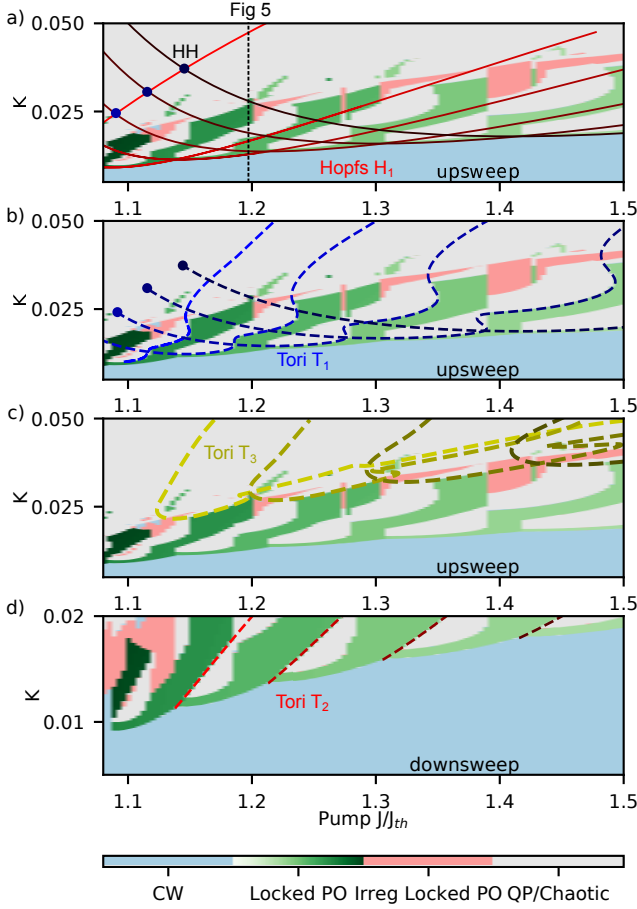 Fig 5
a)
0.050
HH
K
0.025
Hopfs H1
upsweep
1.1 1.2 1.3 1.4 1.5
b)
0.050
K
0.025
Tori T1
upsweep
1.1 1.2 1.3 1.4 1.5
c)
0.050
Tori T3
K
0.025
upsweep
1.1 1.2 1.3 1.4 1.5
d)
0.02
K
Tori T2
0.01
downsweep
1.1 1.2 1.3 1.4 1.5
Pump J/Jth
CW Locked PO Irreg Locked PO QP/Chaotic